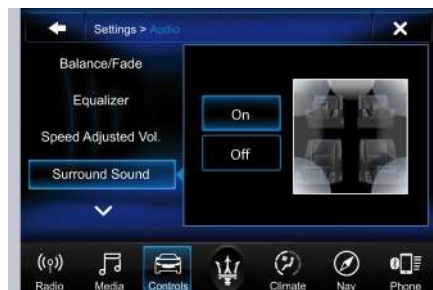 Settings > Audio
Balance/Fade
Equalizer
Speed Adjusted Vol.
Surround Sound
On
Off
Radio
Media
Controls
Climate
Nav
Phone